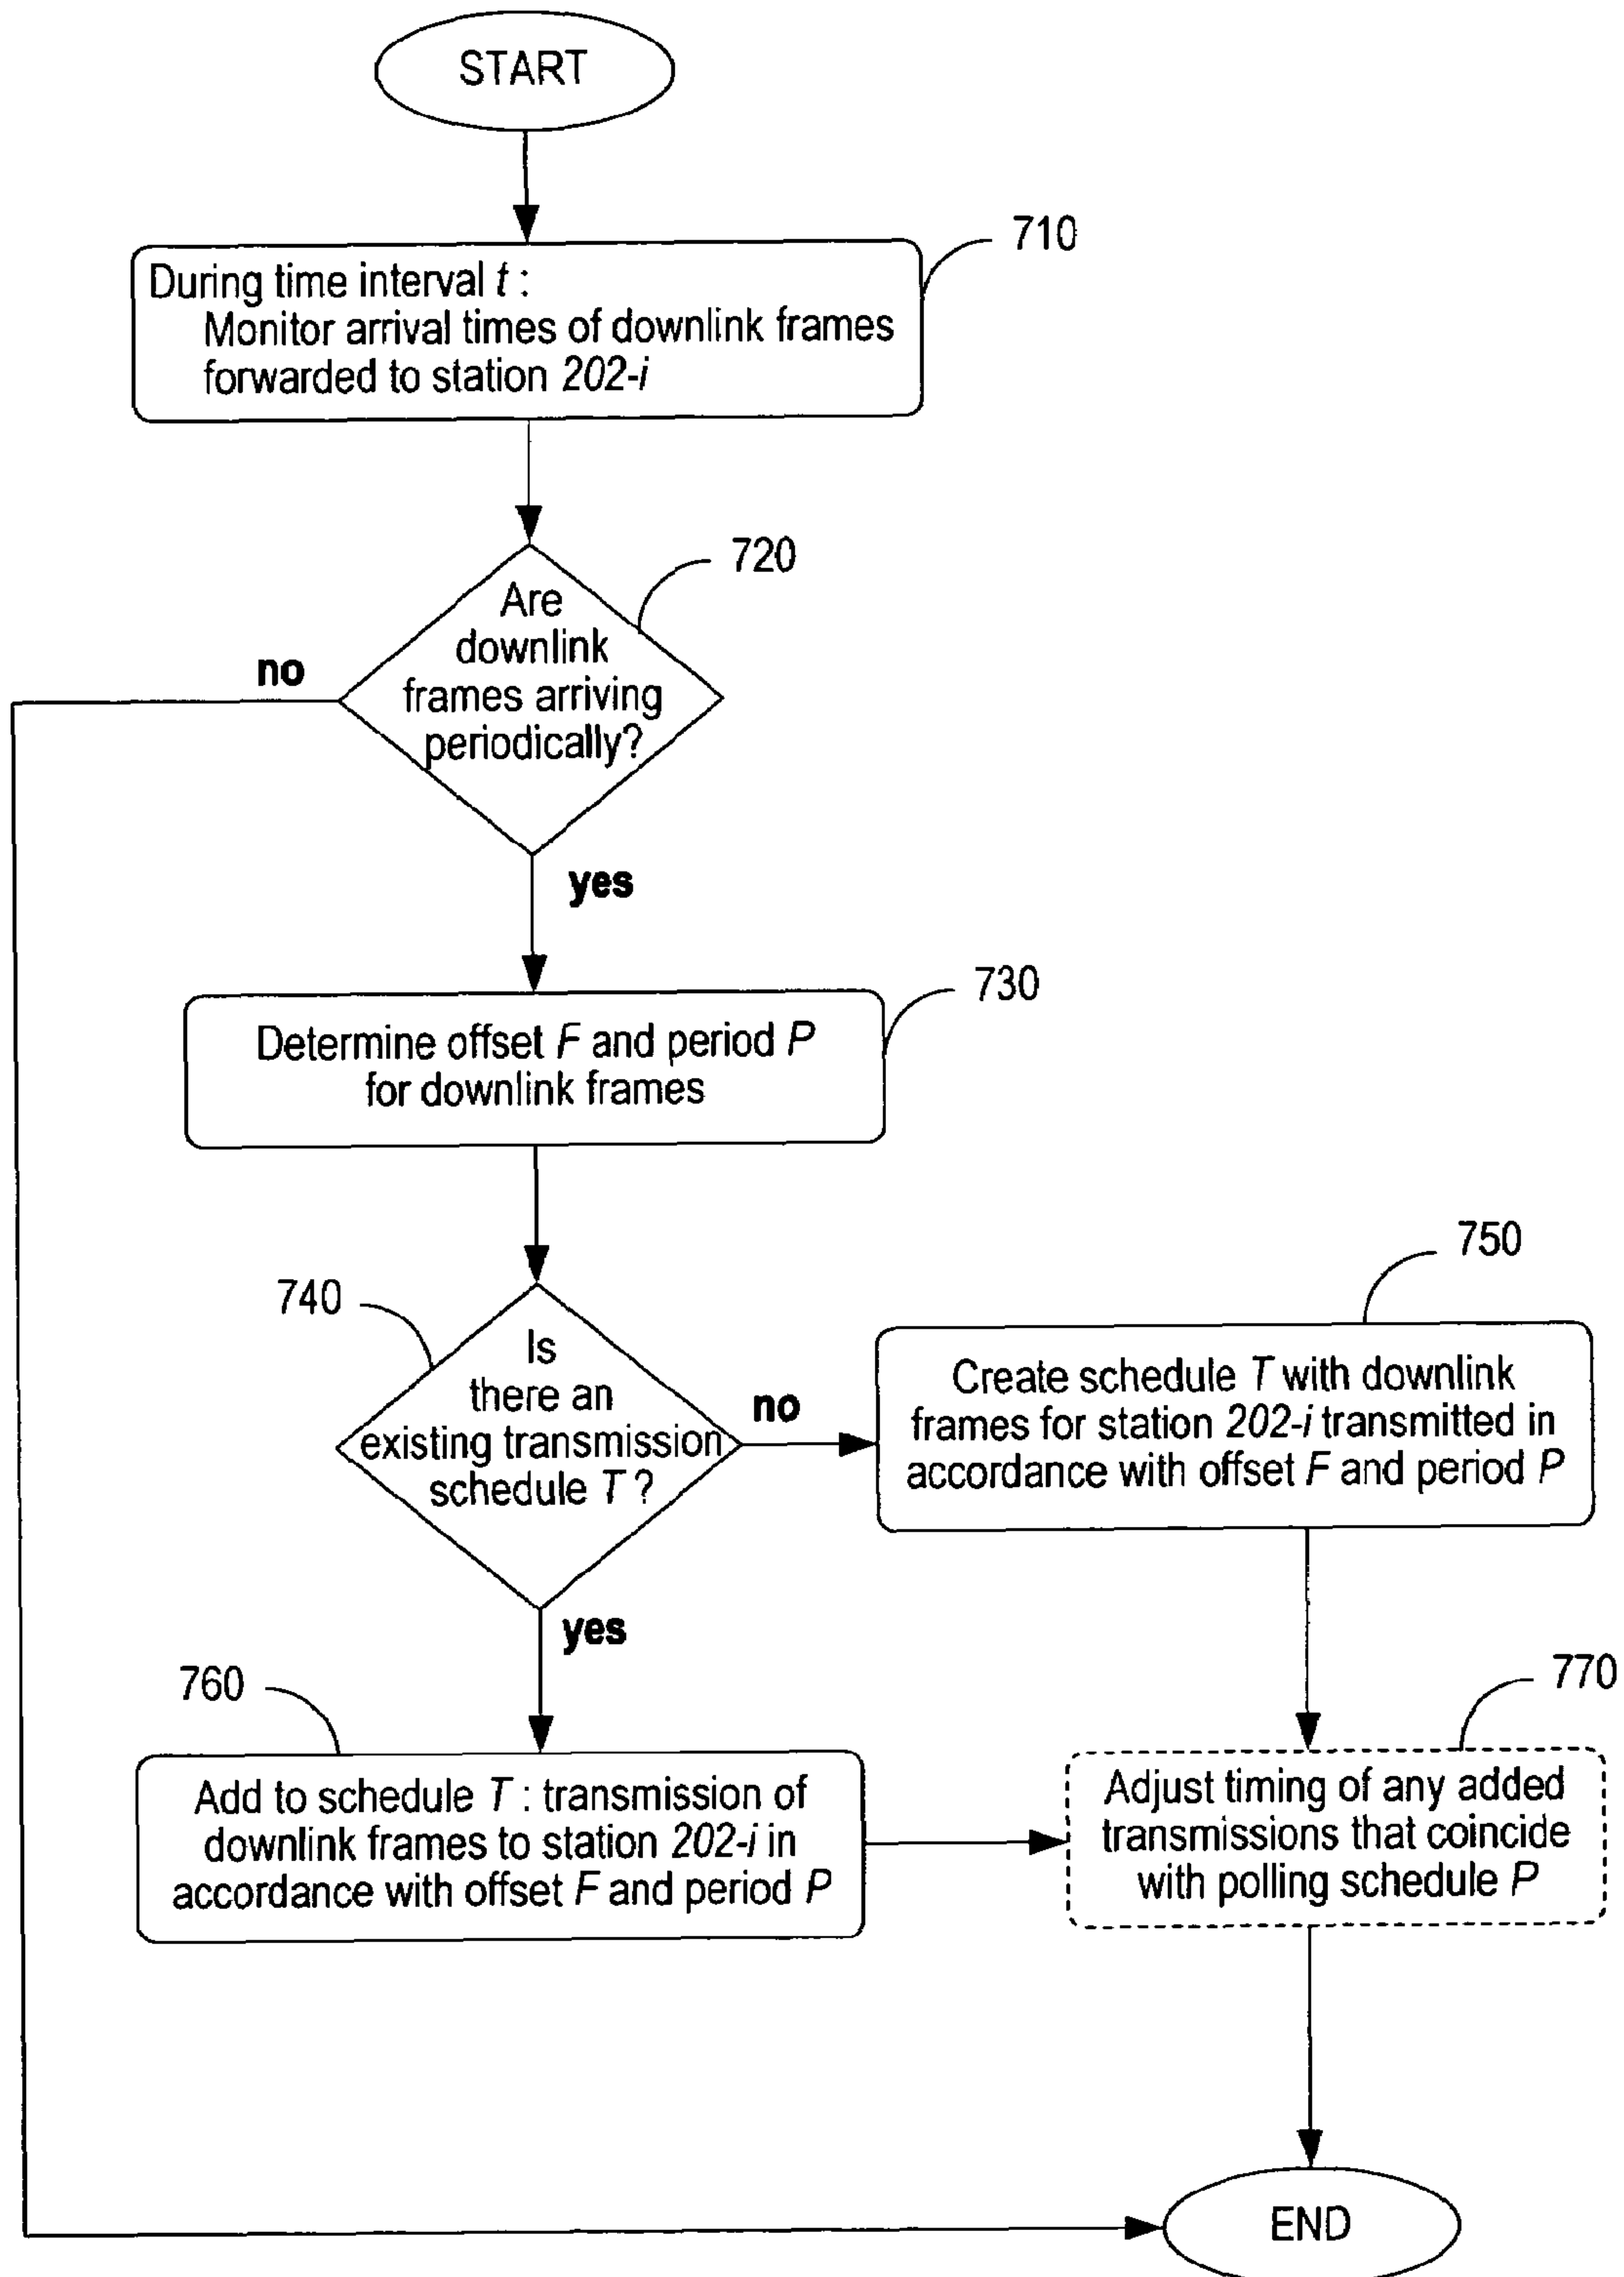 START
710
During time interval t :
Monitor arrival times of downlink frames
forwarded to station 202-i
720
Are
downlink
frames arriving
periodically?
no
yes
730
Determine offset F and period P
for downlink frames
740
Is
there an
existing transmission
schedule T ?
no
yes
750
Create schedule T with downlink
frames for station 202-i transmitted in
accordance with offset F and period P
760
Add to schedule T : transmission of
downlink frames to station 202-i in
accordance with offset F and period P
770
Adjust timing of any added
transmissions that coincide
with polling schedule P
END